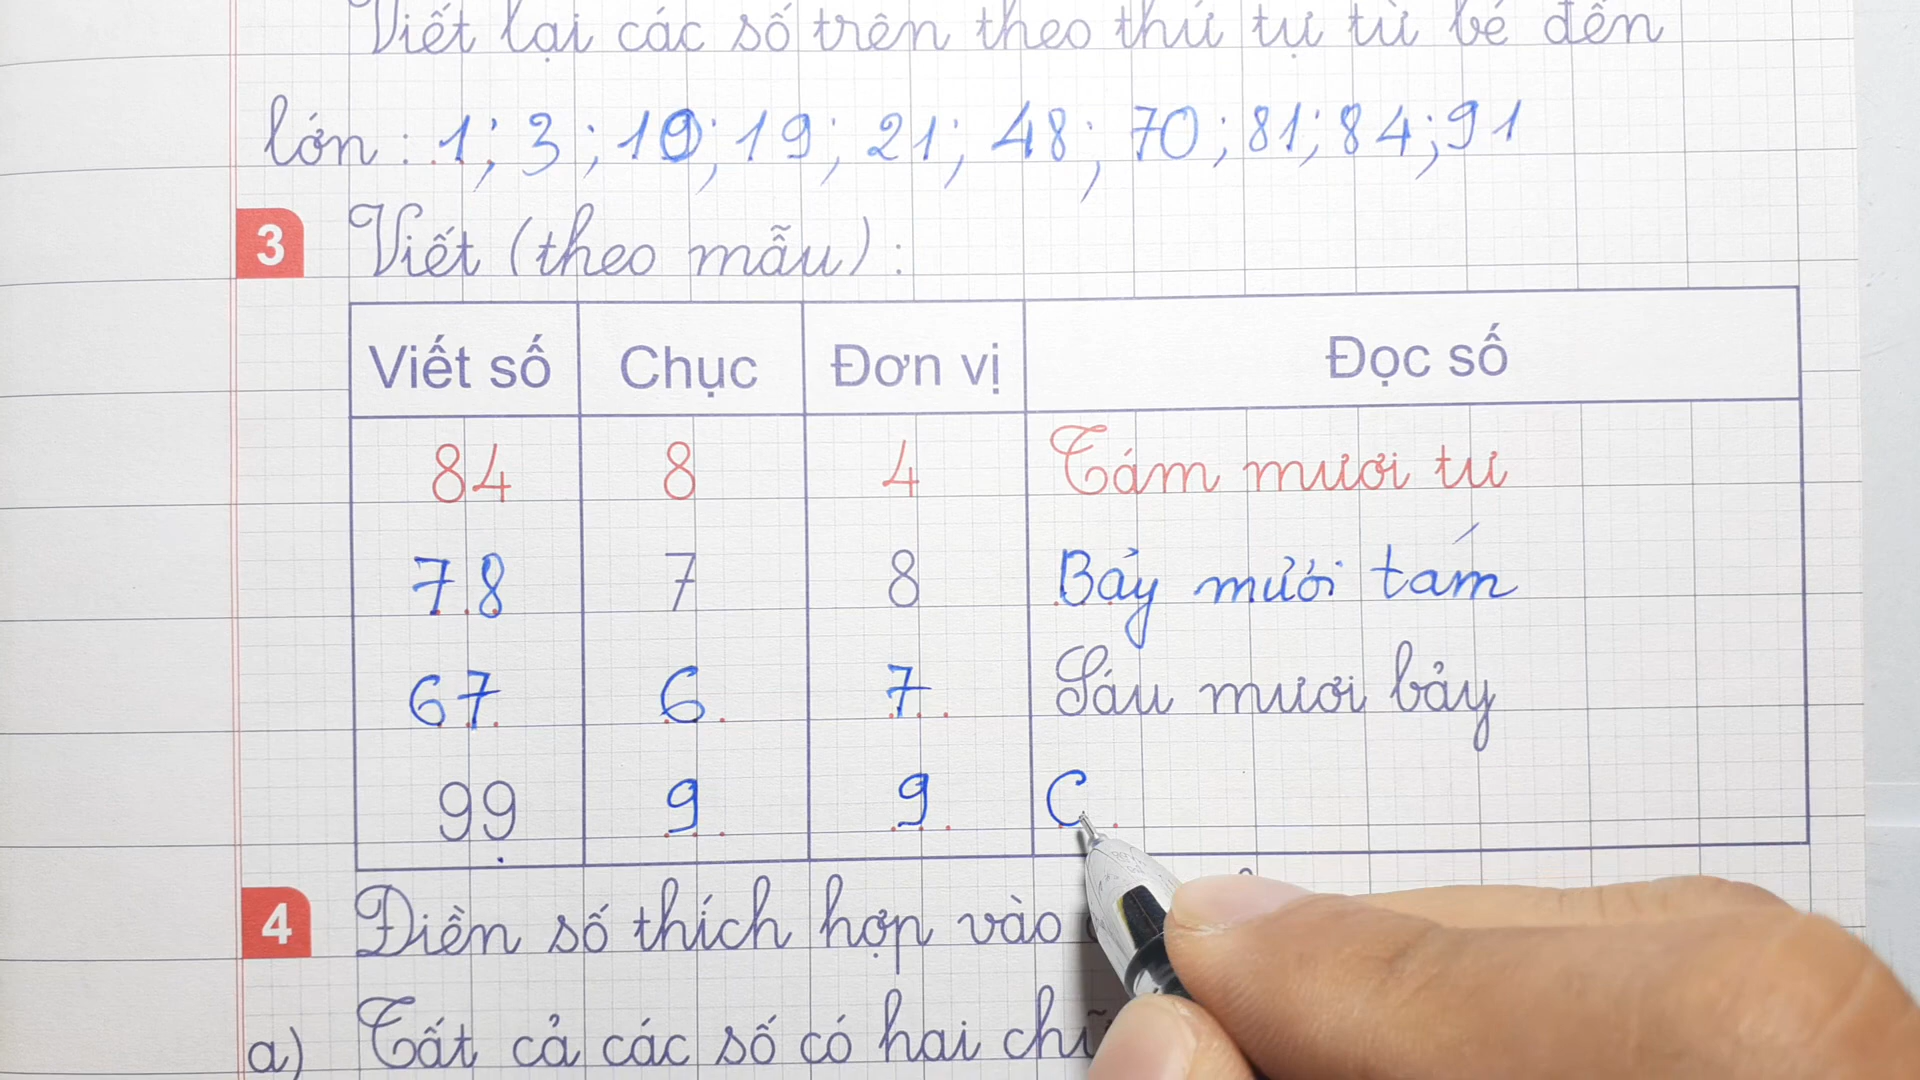 Viết lại các số trên theo thứ tự từ bé đến
lớn : 1; 3 ; 10; 19; 21; 48; 70; 81; 84; 91
3 Viết (theo mẫu) :
Viết số Chục Đơn vị Đọc số
84 8 4 Tám mươi tư
78 7 8 Bảy mươi tám
67 6 7 Sáu mươi bảy
99 9 9 C
4 Điền số thích hợp vào
a) Tất cả các số có hai